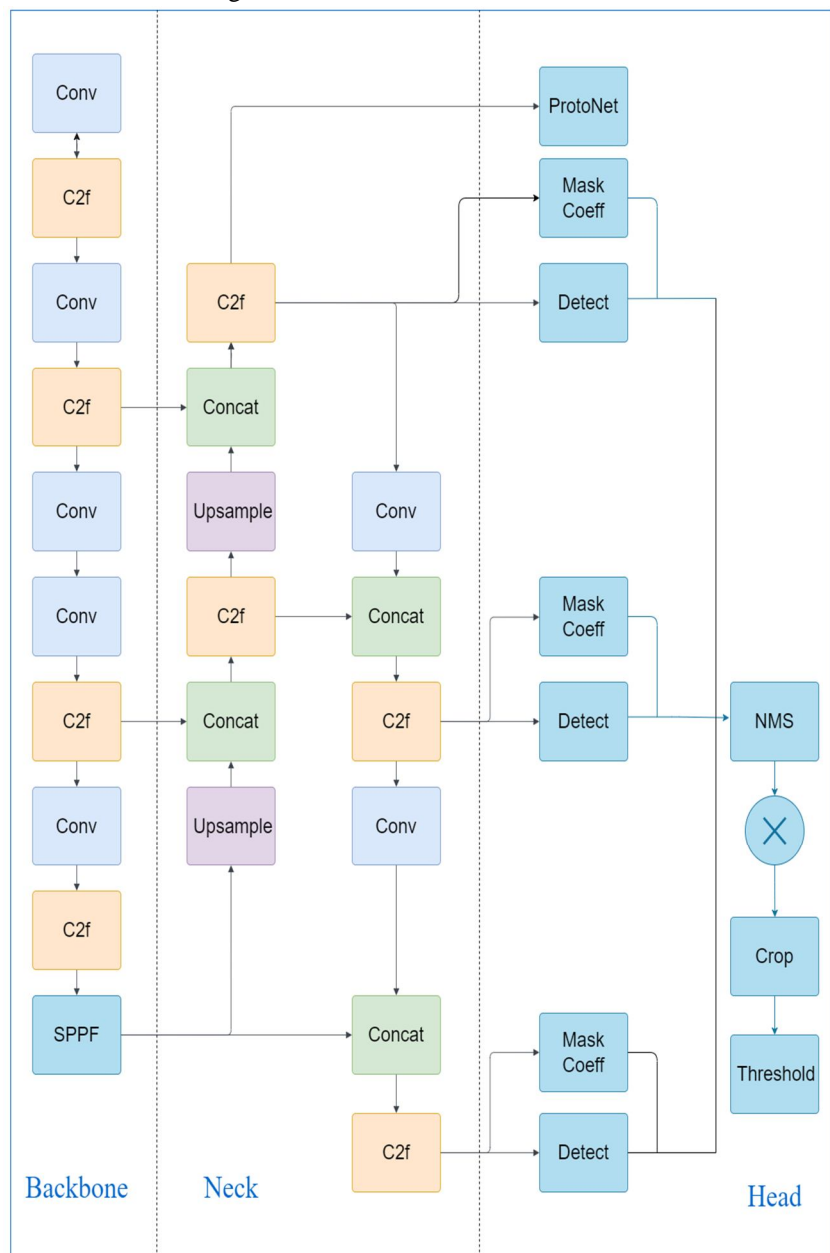 Conv
C2f
Conv
C2f
Conv
Conv
C2f
Conv
C2f
SPPF
Backbone
C2f
Concat
Upsample
C2f
Concat
Upsample
Conv
Concat
C2f
Conv
Concat
C2f
Neck
ProtoNet
Mask
Coeff
Detect
Mask
Coeff
Detect
Mask
Coeff
Detect
NMS
Crop
Threshold
Head